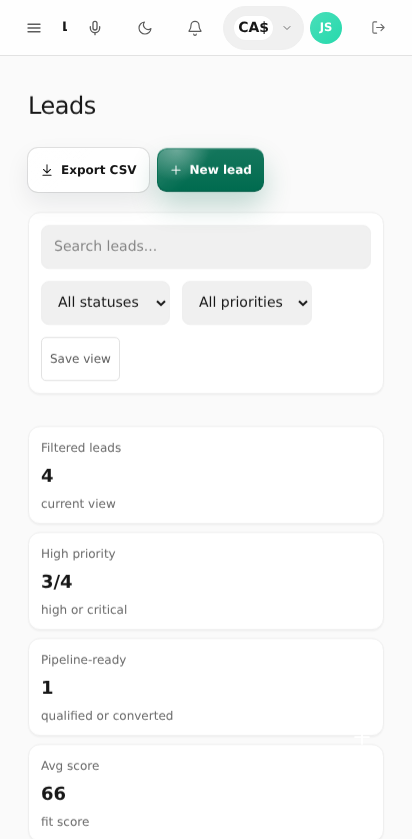 CA$ JS
Leads
Export CSV New lead
Search leads...
All statuses All priorities
Save view
Filtered leads
4
current view
High priority
3/4
high or critical
Pipeline-ready
1
qualified or converted
Avg score
66
fit score